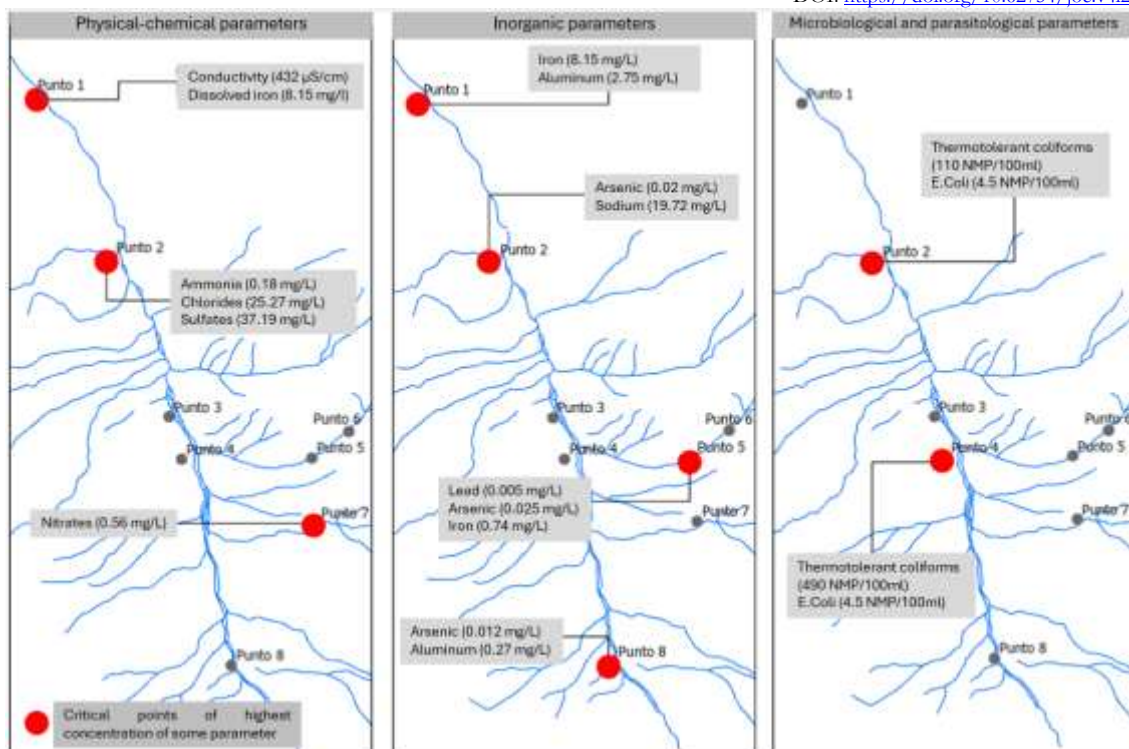 Physical-chemical parameters
Punto 1
Conductivity (432 µS/cm)
Dissolved iron (8.15 mg/l)
Punto 2
Ammonia (0.18 mg/L)
Chlorides (25.27 mg/L)
Sulfates (37.19 mg/L)
Punto 3
Punto 4
Punto 6
Punto 5
Nitrates (0.56 mg/L)
Punto 7
Punto 8
Critical points of highest
concentration of some parameter
Inorganic parameters
Iron (8.15 mg/L)
Aluminum (2.75 mg/L)
Punto 1
Arsenic (0.02 mg/L)
Sodium (19.72 mg/L)
Punto 2
Punto 3
Punto 4
Punto 6
Punto 5
Lead (0.005 mg/L)
Arsenic (0.025 mg/L)
Iron (0.74 mg/L)
Punto 7
Arsenic (0.012 mg/L)
Aluminum (0.27 mg/L)
Punto 8
Microbiological and parasitological parameters
Punto 1
Thermotolerant coliforms
(110 NMP/100ml)
E.Coli (4.5 NMP/100ml)
Punto 2
Punto 3
Punto 4
Punto 6
Punto 5
Punto 7
Thermotolerant coliforms
(490 NMP/100ml)
E.Coli (4.5 NMP/100ml)
Punto 8